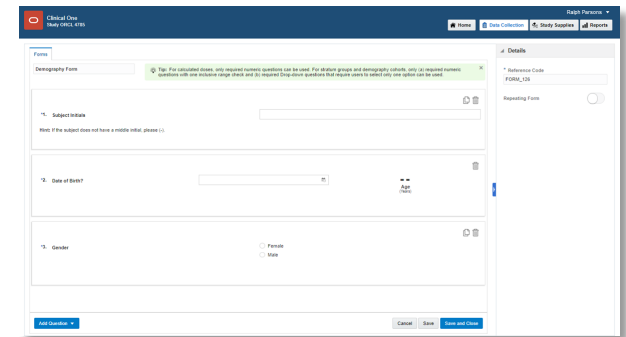 Clinical One
Study ORCL 4785
Ralph Parsons
Home
Data Collection
Study Supplies
Reports
Forms
Demography Form
Tip: For calculated doses, only required numeric questions can be used. For stratum groups and demography cohorts, only (a) required numeric
questions with one inclusive range check and (b) required Drop-down questions that require users to select only one option can be used.
*1. Subject Initials
Hint: If the subject does not have a middle initial, please (-).
*2. Date of Birth?
--
Age
(Years)
*3. Gender
Female
Male
Add Question
Cancel
Save
Save and Close
Details
* Reference Code
FORM_126
Repeating Form